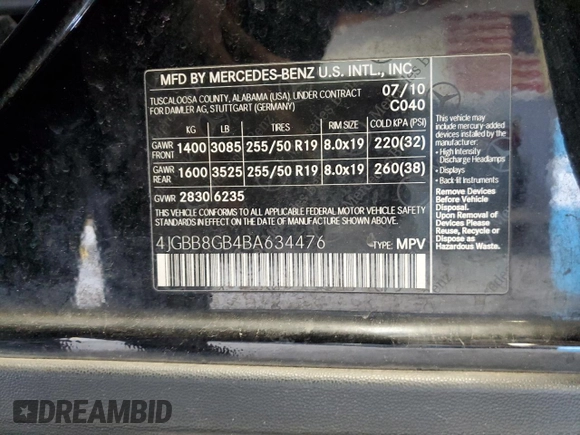 MFD BY MERCEDES-BENZ U.S. INTL., INC.
TUSCALOOSA COUNTY, ALABAMA (USA). UNDER CONTRACT
FOR DAIMLER AG, STUTTGART (GERMANY)
07/10
C040
KG LB TIRES RIM SIZE COLD KPA (PSI)
GAWR FRONT 1400 3085 255/50 R19 8.0x19 220(32)
GAWR REAR 1600 3525 255/50 R19 8.0x19 260(38)
GVWR 2830 6235
THIS VEHICLE CONFORMS TO ALL APPLICABLE FEDERAL MOTOR VEHICLE SAFETY
STANDARDS IN EFFECT ON THE DATE OF MANUFACTURE SHOWN ABOVE.
4JGBB8GB4BA634476 TYPE: MPV
This vehicle may
include mercury-added
devices installed by the
manufacturer:
• High Intensity
Discharge Headlamps
• Displays
• Back-lit Instruments
Remove Devices
Before Vehicle Disposal.
Upon Removal of
Devices Please Reuse,
Recycle or Dispose as
Hazardous Waste.
DREAMBID